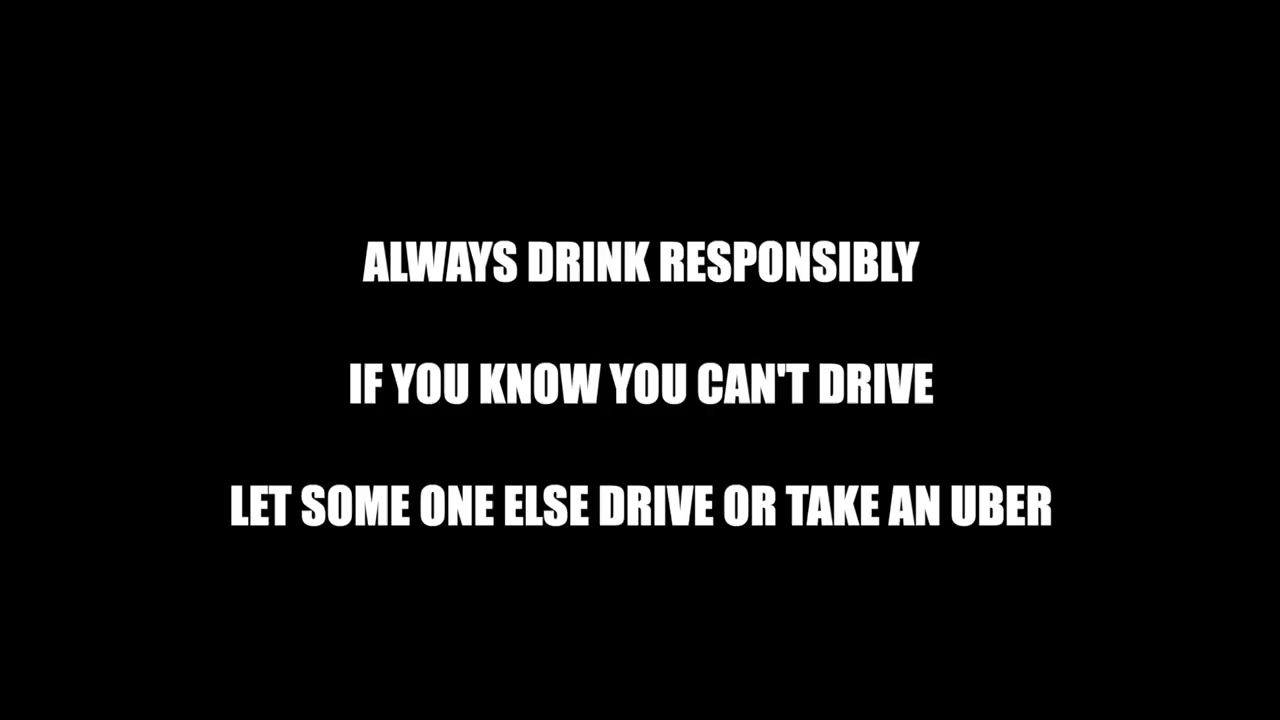 ALWAYS DRINK RESPONSIBLY
IF YOU KNOW YOU CAN'T DRIVE
LET SOME ONE ELSE DRIVE OR TAKE AN UBER